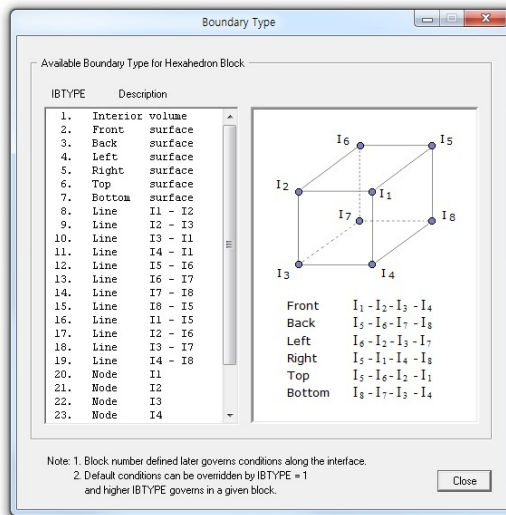 Boundary Type
Available Boundary Type for Hexahedron Block
IBTYPE Description
1. Interior volume
2. Front surface
3. Back surface
4. Left surface
5. Right surface
6. Top surface
7. Bottom surface
8. Line I1 - I2
9. Line I2 - I3
10. Line I3 - I1
11. Line I4 - I1
12. Line I5 - I6
13. Line I6 - I7
14. Line I7 - I8
15. Line I8 - I5
16. Line I1 - I5
17. Line I2 - I6
18. Line I3 - I7
19. Line I4 - I8
20. Node I1
21. Node I2
22. Node I3
23. Node I4
I6 I5
I2 I1
I7 I8
I3 I4
Front I1 - I2 - I3 - I4
Back I5 - I6 - I7 - I8
Left I6 - I2 - I3 - I7
Right I5 - I1 - I4 - I8
Top I5 - I6 - I2 - I1
Bottom I8 - I7 - I3 - I4
Note: 1. Block number defined later governs conditions along the interface.
2. Default conditions can be overridden by IBTYPE = 1
and higher IBTYPE governs in a given block.
Close